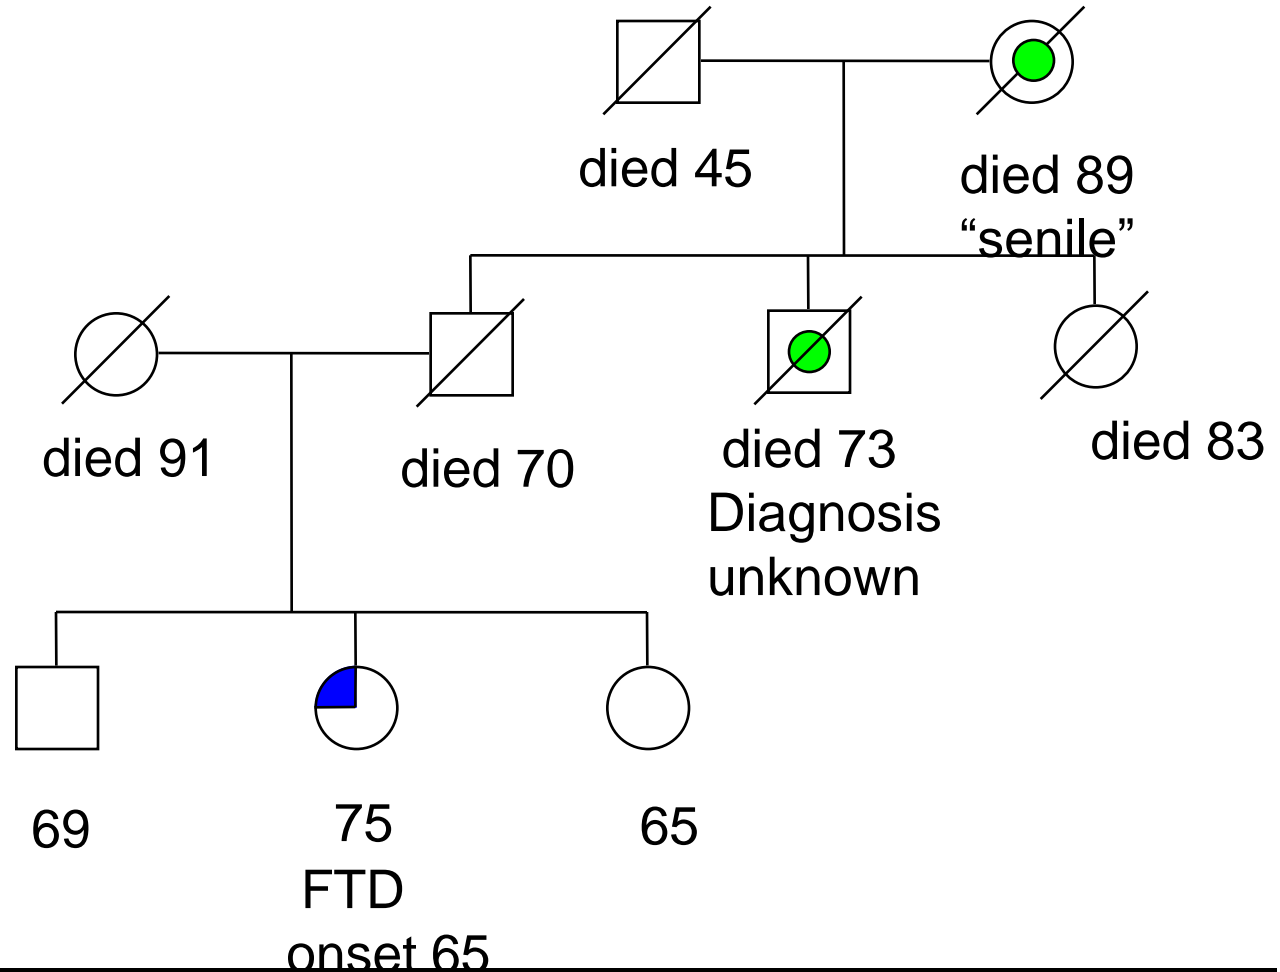 died 45
died 89
“senile”
died 91
died 70
died 73
Diagnosis
unknown
died 83
69
75
FTD
onset 65
65